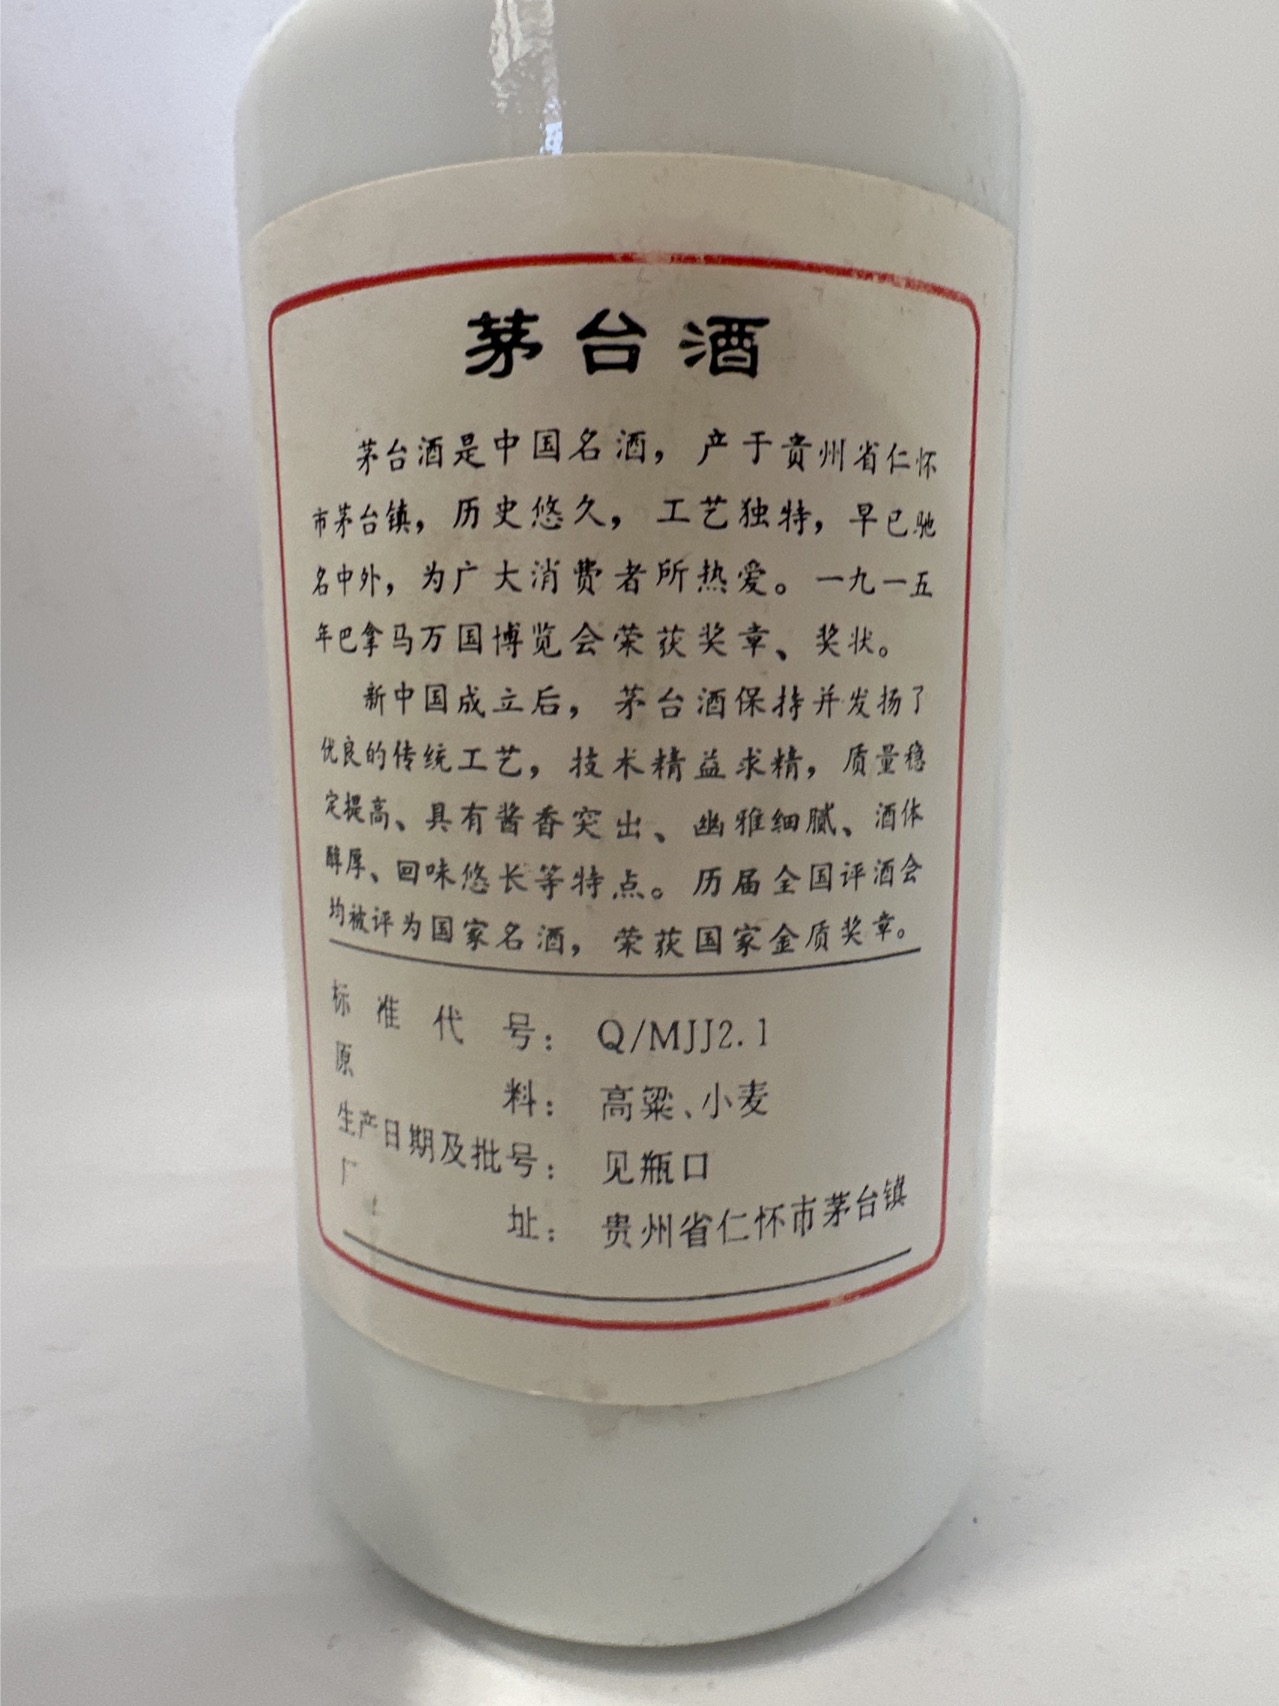 茅台酒
茅台酒是中国名酒，产于贵州省仁怀
市茅台镇，历史悠久，工艺独特，早已驰
名中外，为广大消费者所热爱。一九一五
年巴拿马万国博览会荣获奖章、奖状。
新中国成立后，茅台酒保持并发扬了
优良的传统工艺，技术精益求精，质量稳
定提高、具有酱香突出、幽雅细腻、酒体
醇厚、回味悠长等特点。历届全国评酒会
均被评为国家名酒，荣获国家金质奖章。
标准代号：Q/MJJ2.1
原料：高粱、小麦
生产日期及批号：见瓶口
厂址：贵州省仁怀市茅台镇